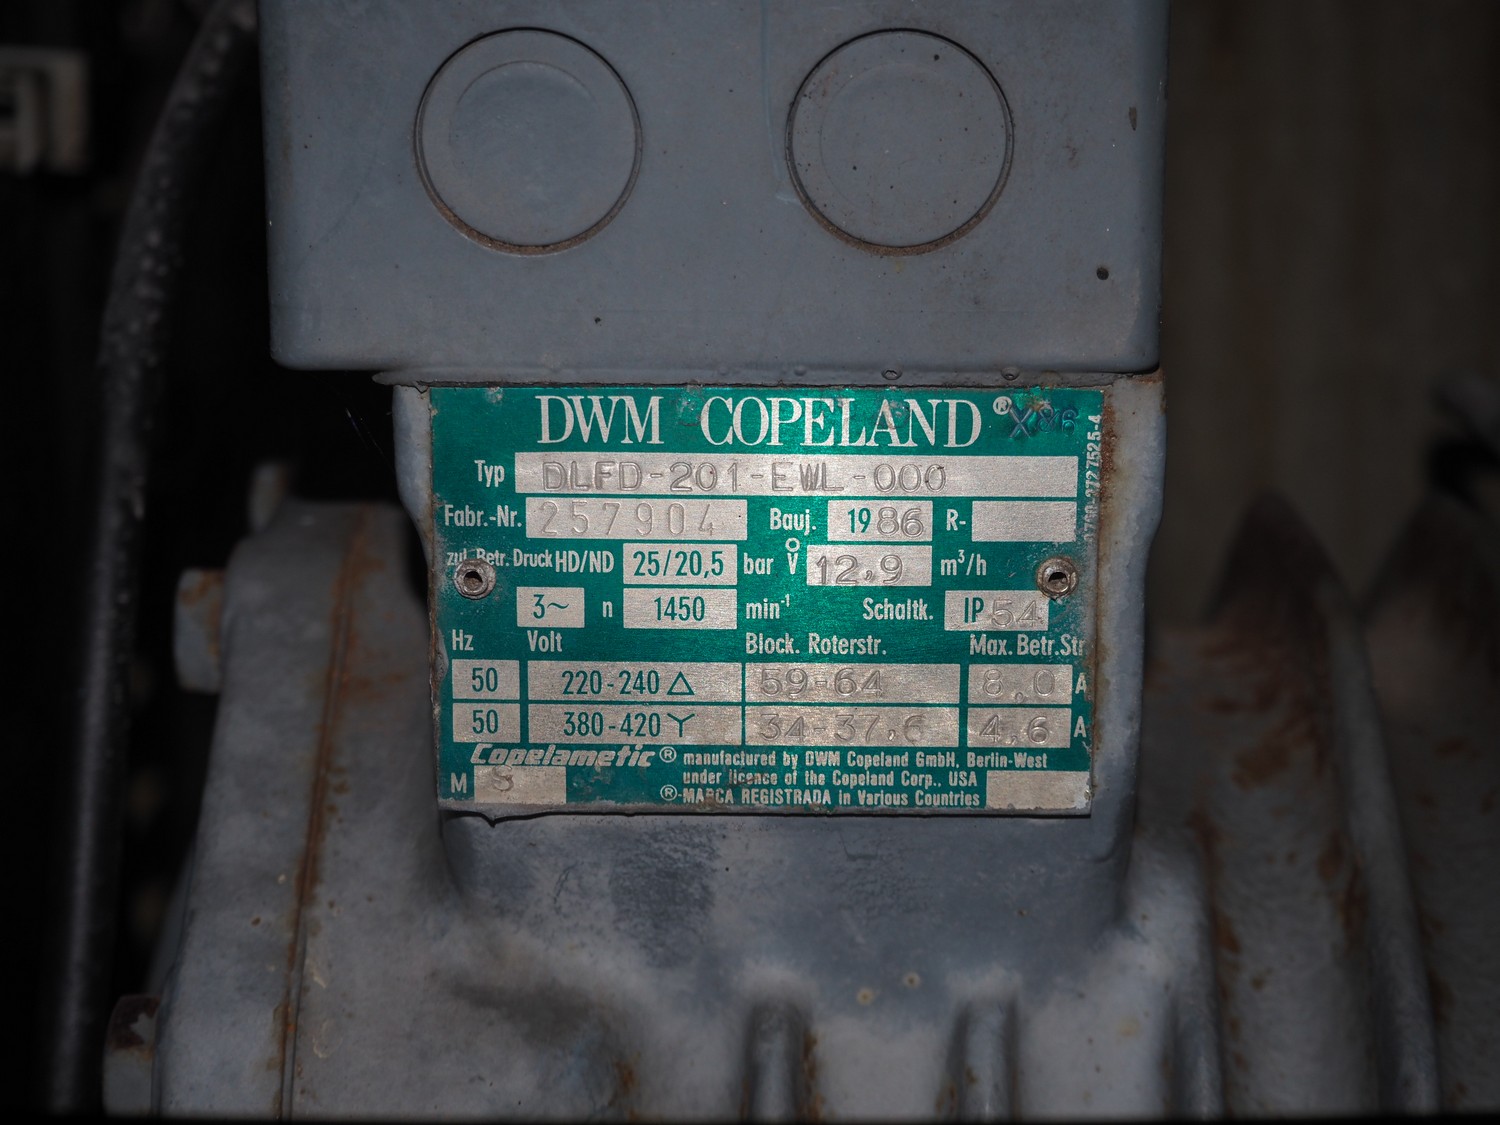 DWM COPELAND® X86
Typ DLFD-201-EWL-000
Fabr.-Nr. 257904 Bauj. 1986 R-
zul. Betr. Druck HD/ND 25/20,5 bar V̊ 12,9 m³/h
3~ n 1450 min⁻¹ Schaltk. IP 54
Hz Volt Block. Roterstr. Max. Betr.Str
50 220-240 △ 59-64 8,0 A
50 380-420 Y 34-37,6 4,6 A
Copelametic® manufactured by DWM Copeland GmbH, Berlin-West
under licence of the Copeland Corp., USA
M S
®-MARCA REGISTRADA in Various Countries